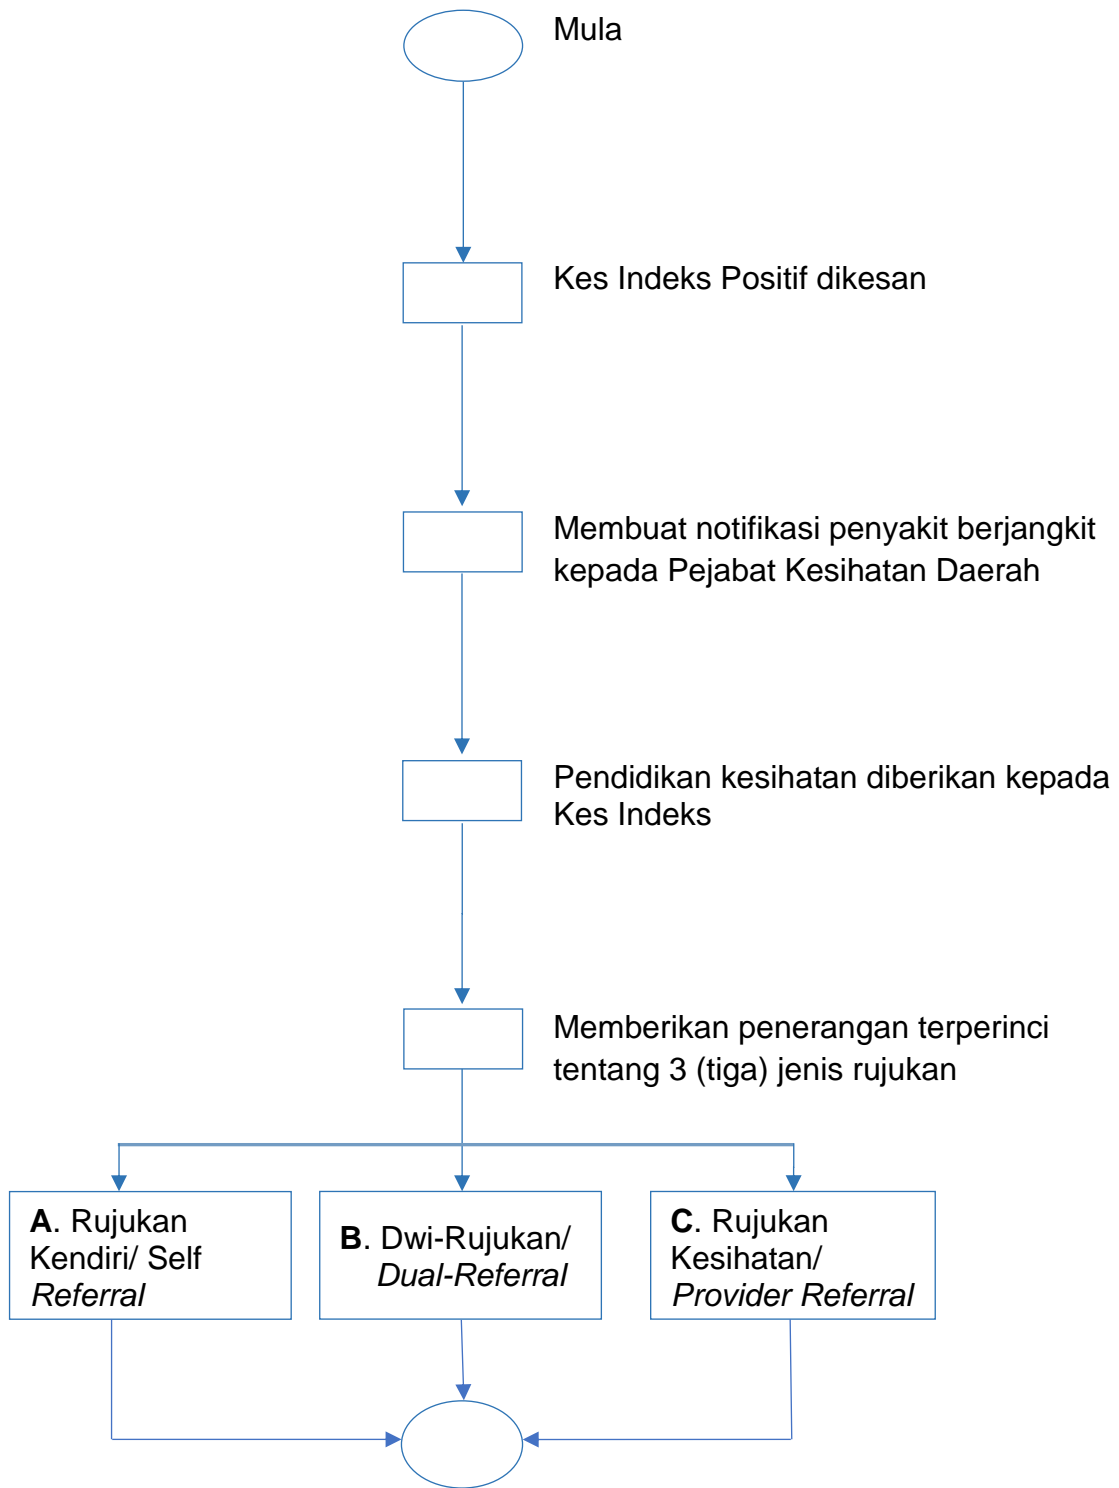 Mula
Kes Indeks Positif dikesan
Membuat notifikasi penyakit berjangkit
kepada Pejabat Kesihatan Daerah
Pendidikan kesihatan diberikan kepada
Kes Indeks
Memberikan penerangan terperinci
tentang 3 (tiga) jenis rujukan
A. Rujukan
Kendiri/ Self
Referral
B. Dwi-Rujukan/
Dual-Referral
C. Rujukan
Kesihatan/
Provider Referral